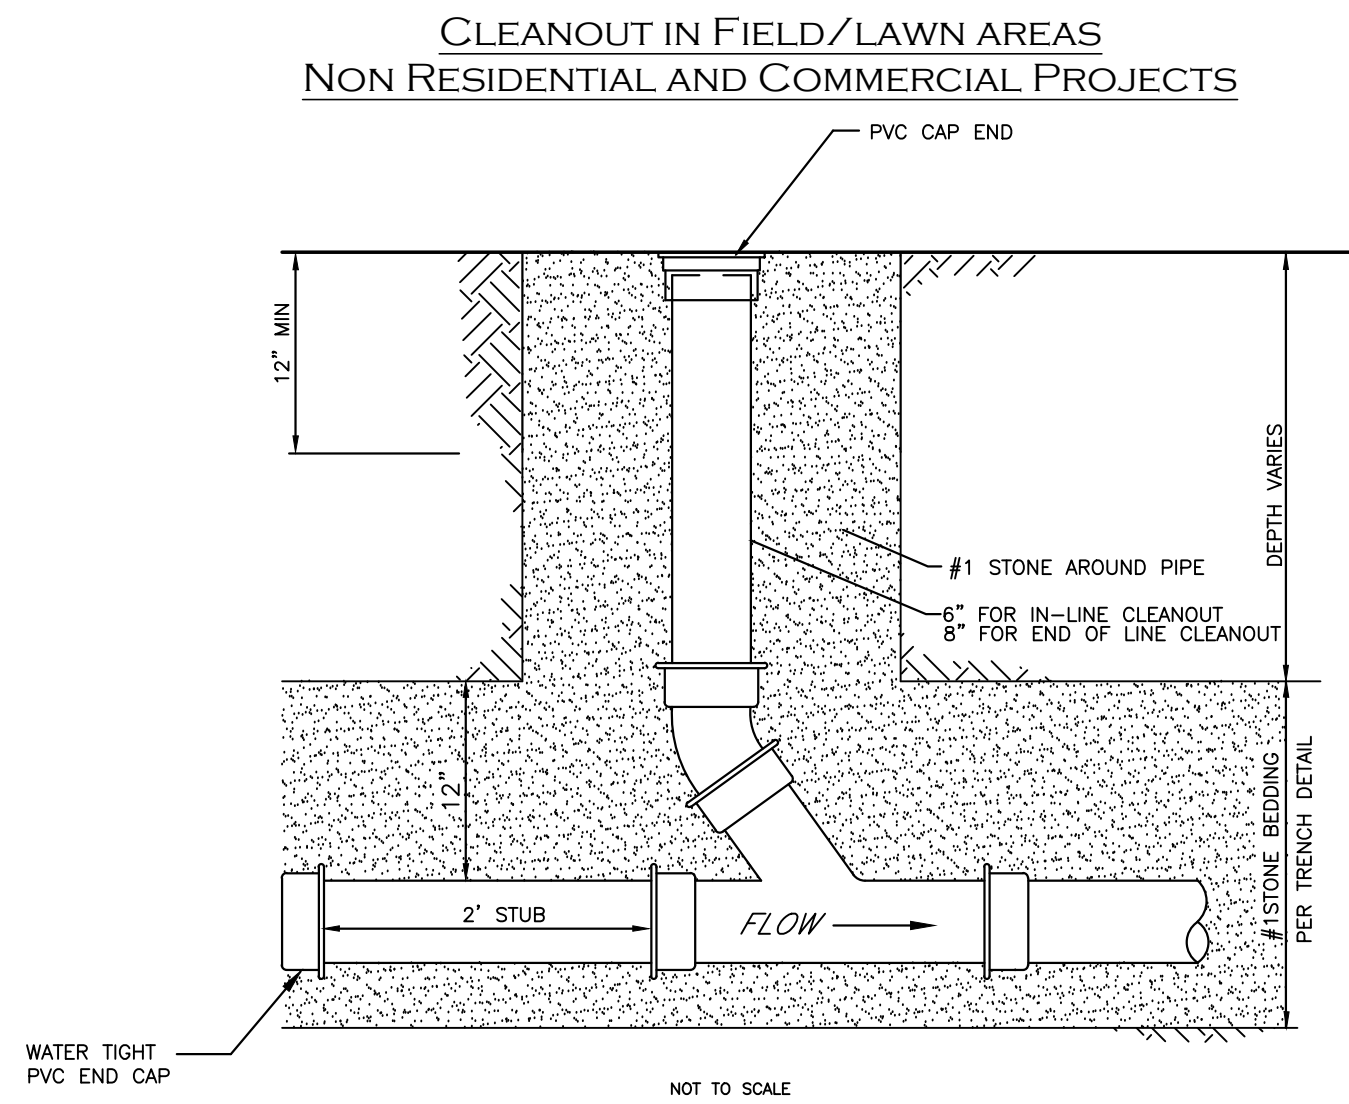 CLEANOUT IN FIELD/LAWN AREAS
NON RESIDENTIAL AND COMMERCIAL PROJECTS
PVC CAP END
12" MIN
DEPTH VARIES
#1 STONE AROUND PIPE
6" FOR IN-LINE CLEANOUT
8" FOR END OF LINE CLEANOUT
12"
#1STONE BEDDING
PER TRENCH DETAIL
2' STUB
FLOW
WATER TIGHT
PVC END CAP
NOT TO SCALE